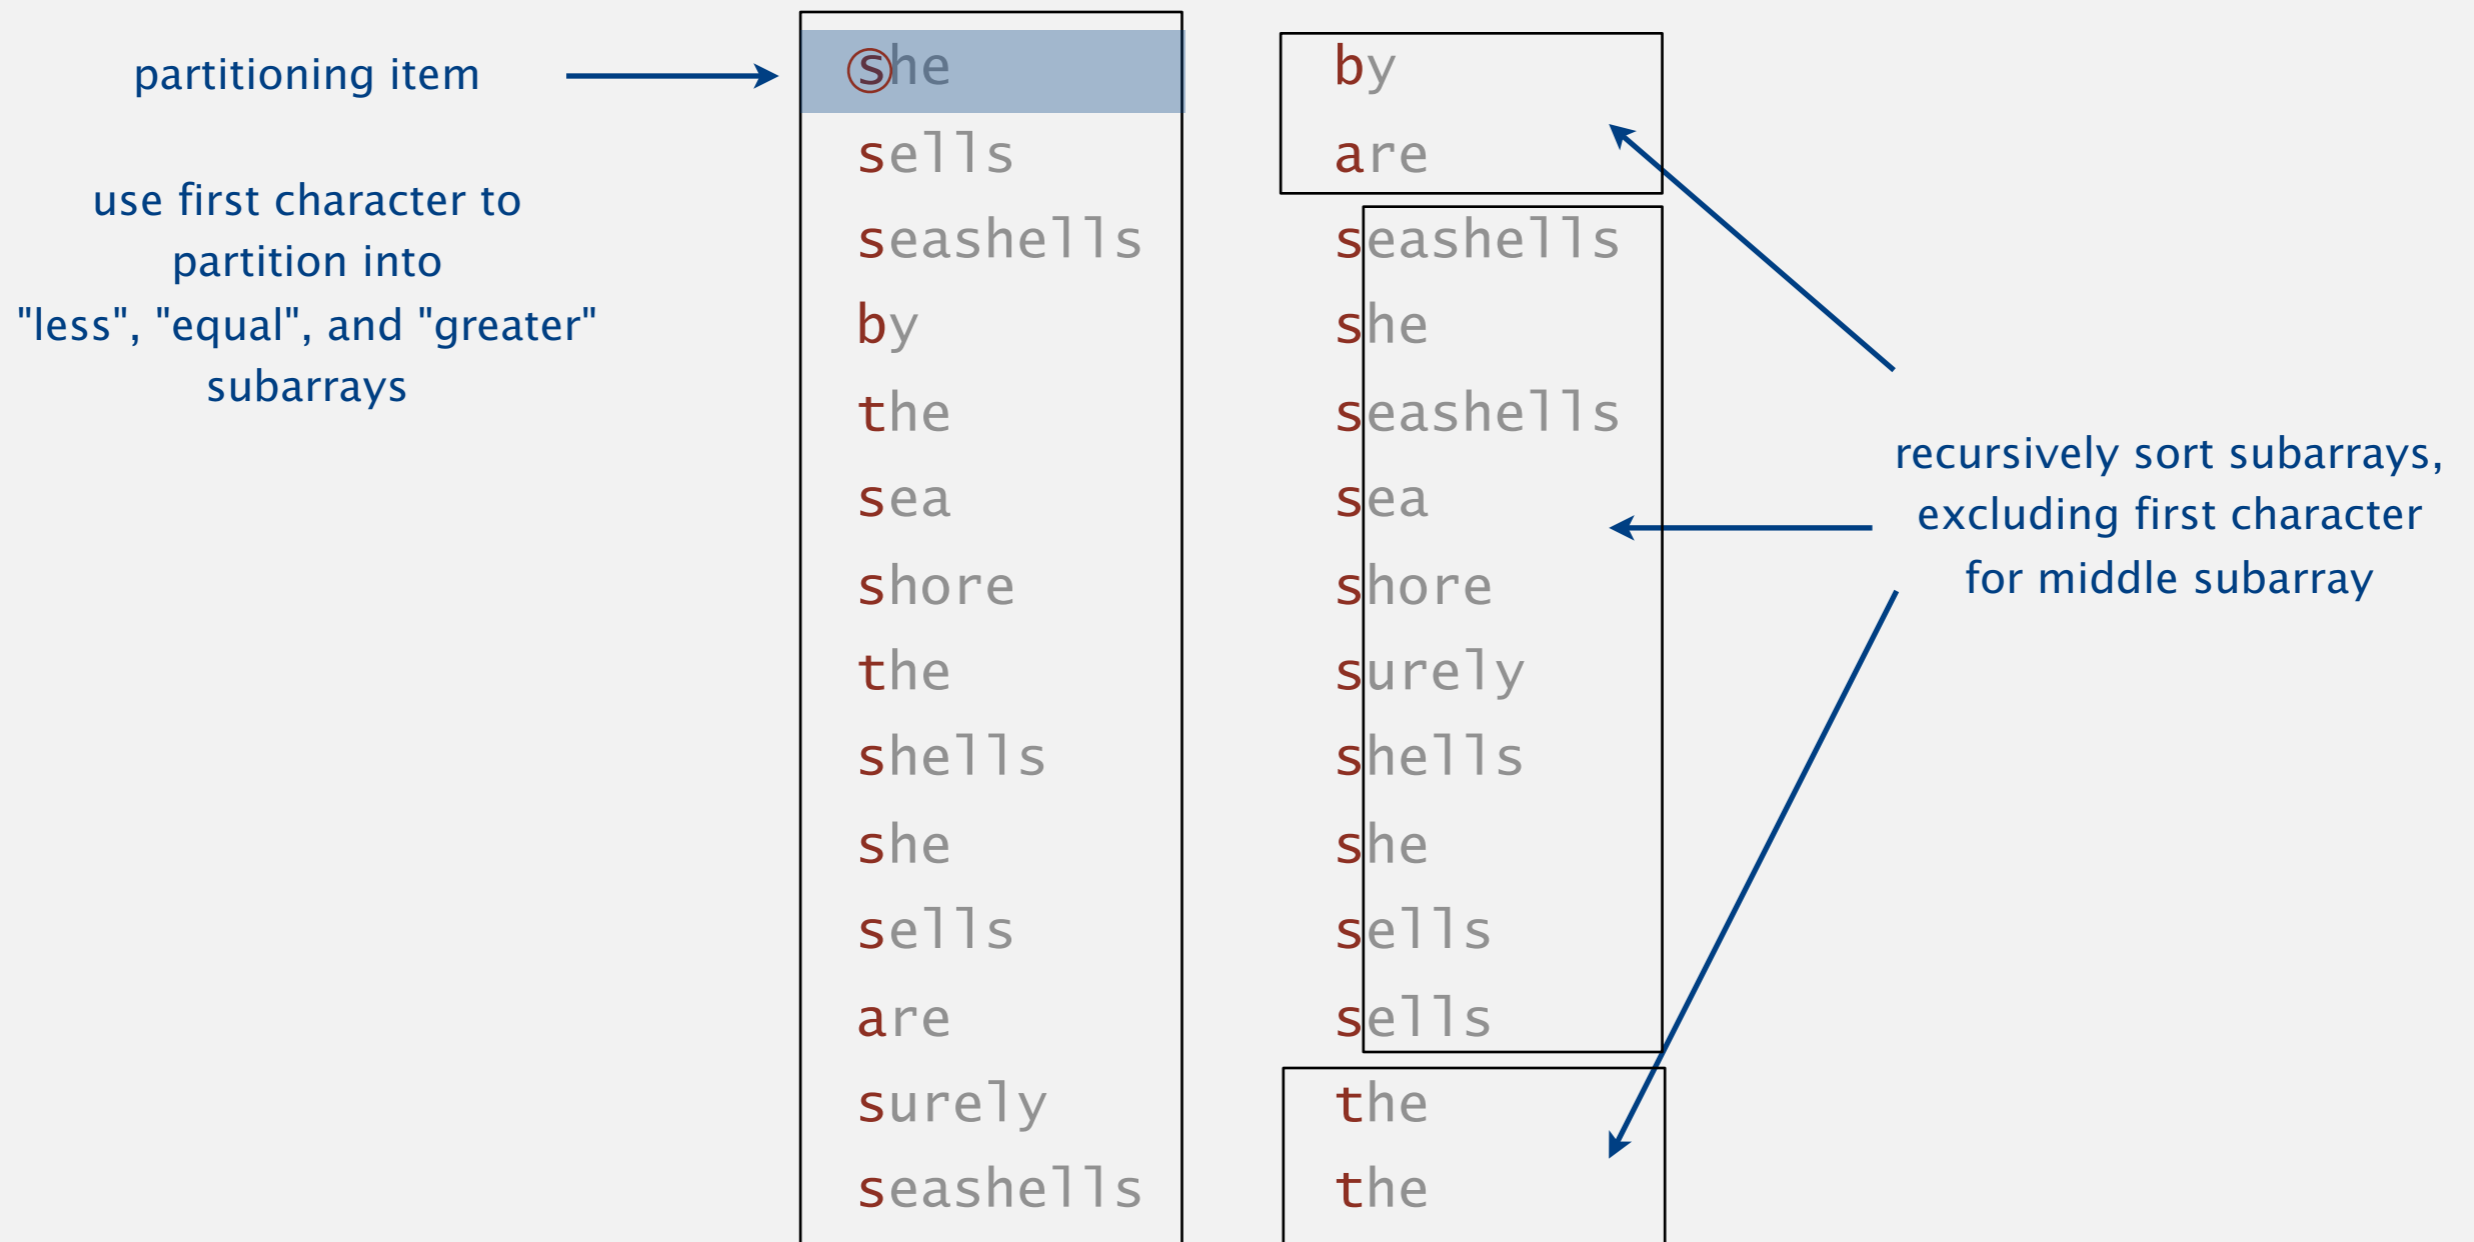 partitioning item
use first character to
partition into
"less", "equal", and "greater"
subarrays
she
sells
seashells
by
the
sea
shore
the
shells
she
sells
are
surely
seashells
by
are
seashells
she
seashells
sea
shore
surely
shells
she
sells
sells
the
the
recursively sort subarrays,
excluding first character
for middle subarray